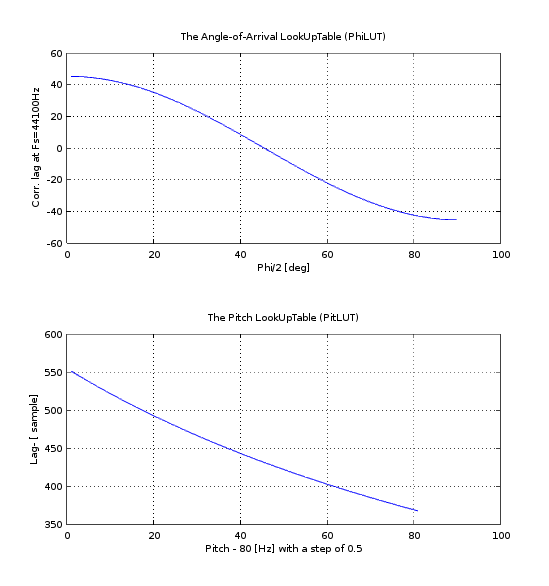 The Angle-of-Arrival LookUpTable (PhiLUT)
60
40
20
0
-20
-40
-60
Corr. lag at Fs=44100Hz
0 20 40 60 80 100
Phi/2 [deg]
The Pitch LookUpTable (PitLUT)
600
550
500
450
400
350
Lag- [ sample]
0 20 40 60 80 100
Pitch - 80 [Hz] with a step of 0.5